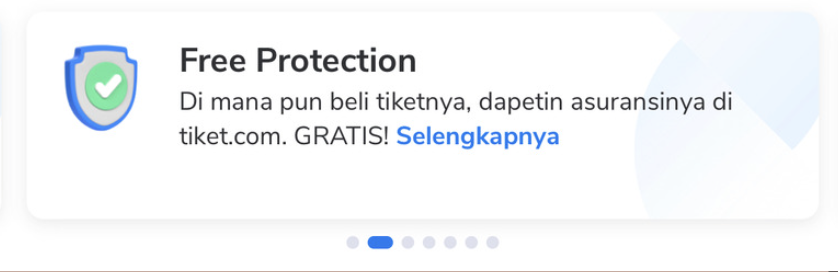 Free Protection
Di mana pun beli tiketnya, dapetin asuransinya di
tiket.com. GRATIS! Selengkapnya